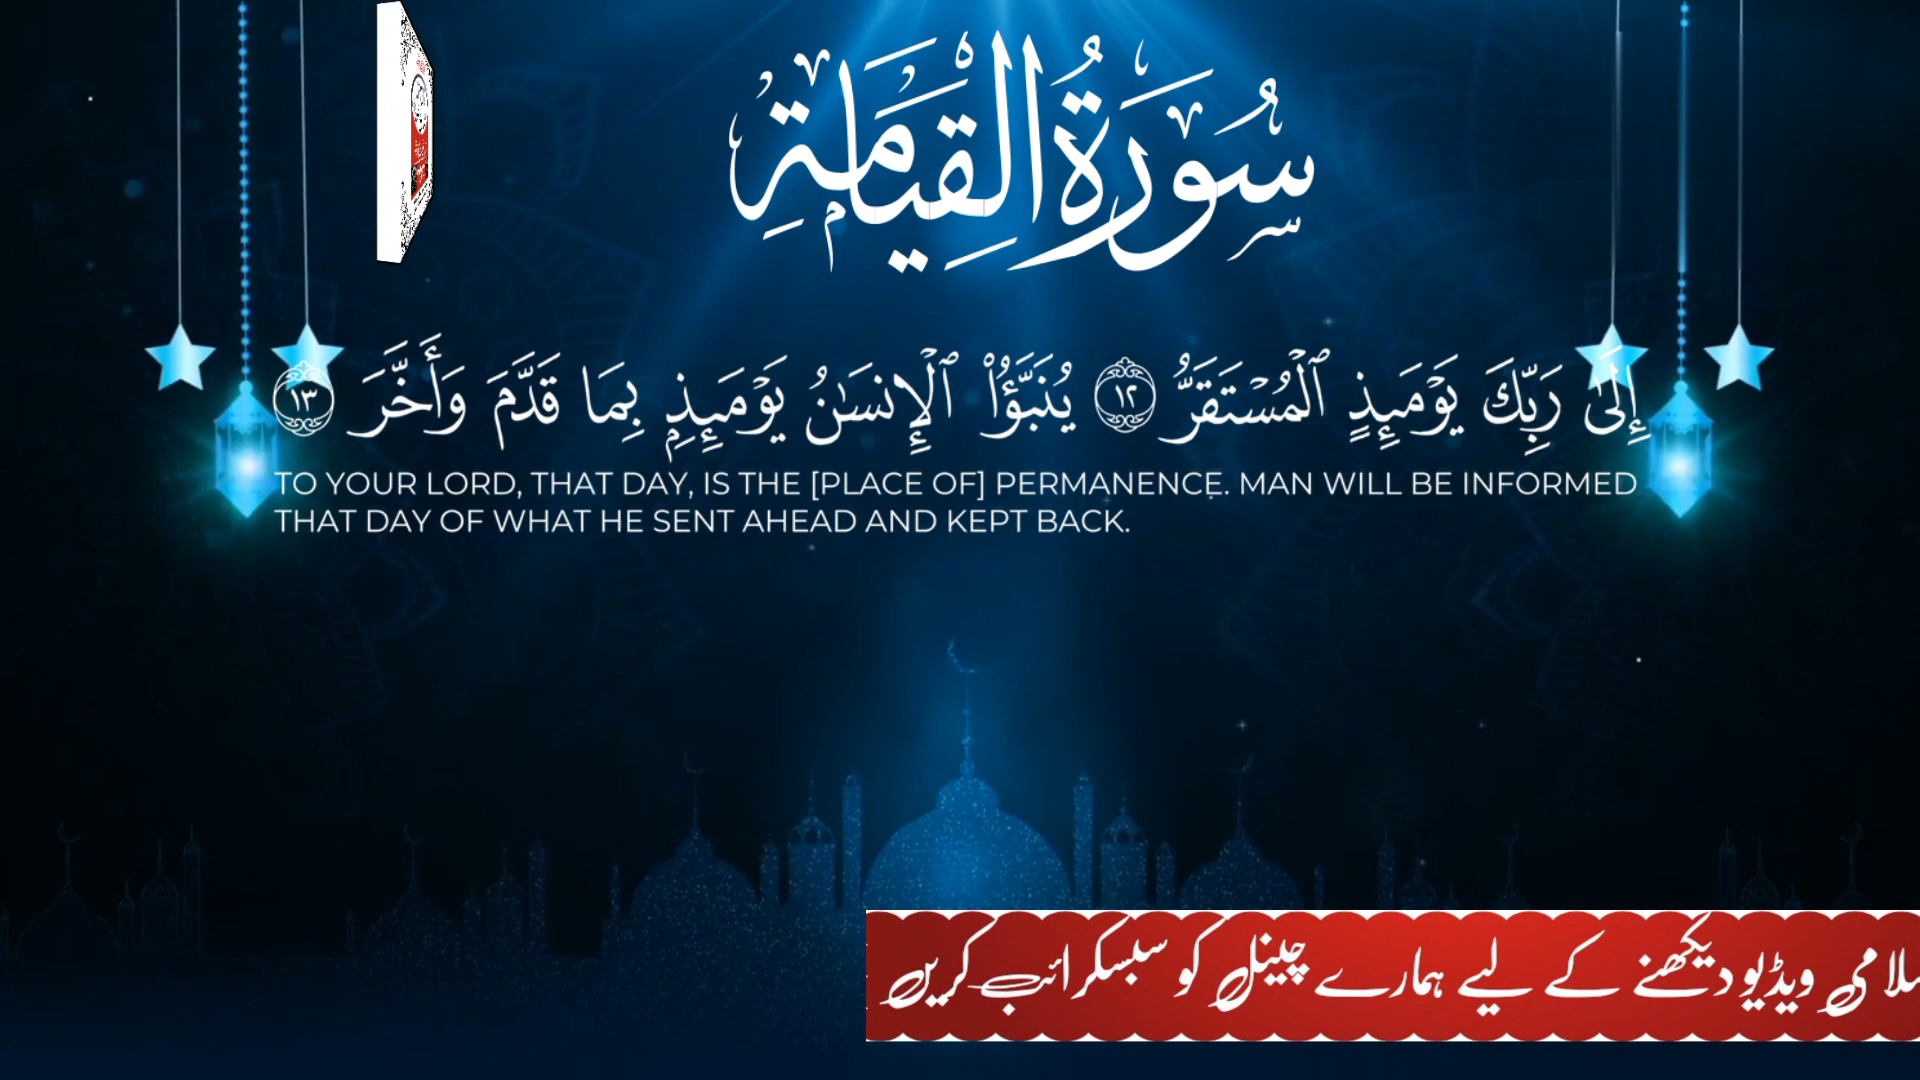 سُورَةُ القِيَامَةِ
إِلَىٰ رَبِّكَ يَوْمَئِذٍ ٱلْمُسْتَقَرُّ ١٢ يُنَبَّؤُا۟ ٱلْإِنسَـٰنُ يَوْمَئِذٍۭ بِمَا قَدَّمَ وَأَخَّرَ ١٣
TO YOUR LORD, THAT DAY, IS THE [PLACE OF] PERMANENCE. MAN WILL BE INFORMED
THAT DAY OF WHAT HE SENT AHEAD AND KEPT BACK.
ویڈیو دیکھنے کے لیے ہمارے چینل کو سبسکرائب کریں